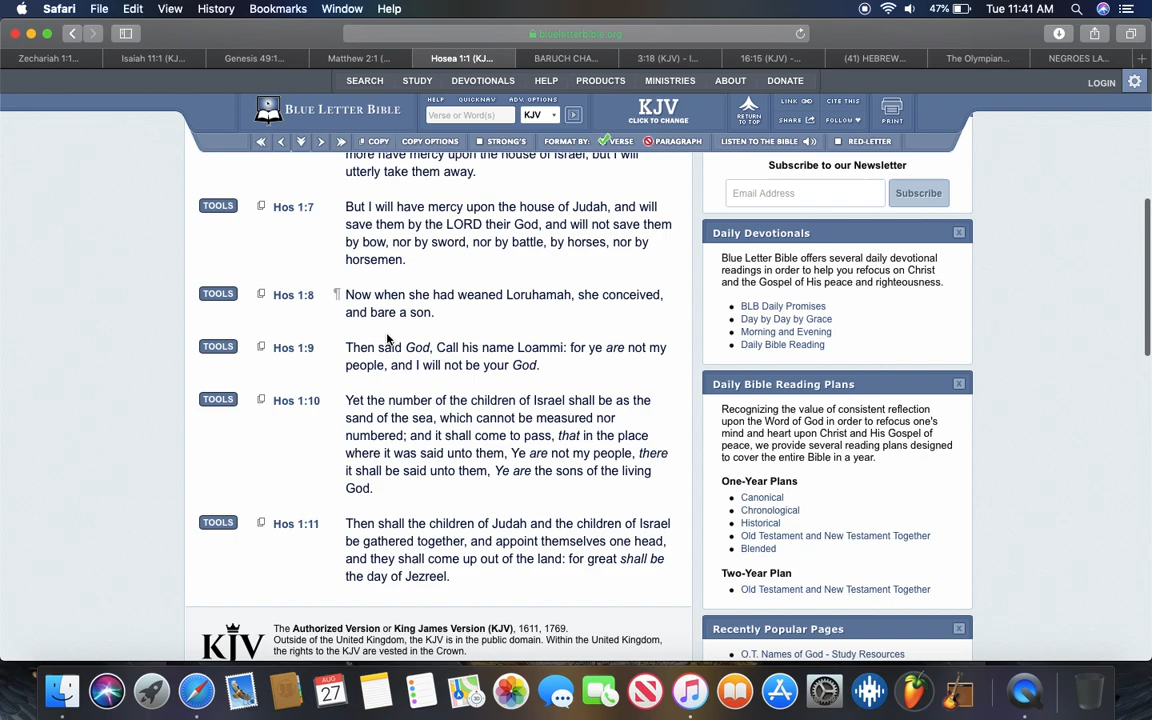 Safari File Edit View History Bookmarks Window Help 47% Tue 11:41 AM
blueletterbible.org
Zechariah 1:1... Isaiah 11:1 (KJ... Genesis 49:1... Matthew 2:1 (... Hosea 1:1 (KJ... BARUCH CHA... 3:18 (KJV) - I... 16:15 (KJV) -... (41) HEBREW... The Olympian... NEGROES LA...
SEARCH STUDY DEVOTIONALS HELP PRODUCTS MINISTRIES ABOUT DONATE LOGIN
BLUE LETTER BIBLE
HELP QUICKNAV ADV. OPTIONS
Verse or Word(s) KJV
KJV
CLICK TO CHANGE
RETURN
TO TOP
LINK CITE THIS
SHARE FOLLOW
PRINT
COPY COPY OPTIONS STRONG'S FORMAT BY: VERSE PARAGRAPH LISTEN TO THE BIBLE RED-LETTER
more have mercy upon the house of Israel; but I will
utterly take them away.
TOOLS Hos 1:7 But I will have mercy upon the house of Judah, and will
save them by the LORD their God, and will not save them
by bow, nor by sword, nor by battle, by horses, nor by
horsemen.
TOOLS Hos 1:8 ¶ Now when she had weaned Loruhamah, she conceived,
and bare a son.
TOOLS Hos 1:9 Then said God, Call his name Loammi: for ye are not my
people, and I will not be your God.
TOOLS Hos 1:10 Yet the number of the children of Israel shall be as the
sand of the sea, which cannot be measured nor
numbered; and it shall come to pass, that in the place
where it was said unto them, Ye are not my people, there
it shall be said unto them, Ye are the sons of the living
God.
TOOLS Hos 1:11 Then shall the children of Judah and the children of Israel
be gathered together, and appoint themselves one head,
and they shall come up out of the land: for great shall be
the day of Jezreel.
KJV
The Authorized Version or King James Version (KJV), 1611, 1769.
Outside of the United Kingdom, the KJV is in the public domain. Within the United Kingdom,
the rights to the KJV are vested in the Crown.
Subscribe to our Newsletter
Email Address Subscribe
Daily Devotionals
Blue Letter Bible offers several daily devotional
readings in order to help you refocus on Christ
and the Gospel of His peace and righteousness.
BLB Daily Promises
Day by Day by Grace
Morning and Evening
Daily Bible Reading
Daily Bible Reading Plans
Recognizing the value of consistent reflection
upon the Word of God in order to refocus one's
mind and heart upon Christ and His Gospel of
peace, we provide several reading plans designed
to cover the entire Bible in a year.
One-Year Plans
Canonical
Chronological
Historical
Old Testament and New Testament Together
Blended
Two-Year Plan
Old Testament and New Testament Together
Recently Popular Pages
O.T. Names of God - Study Resources
AUG
27